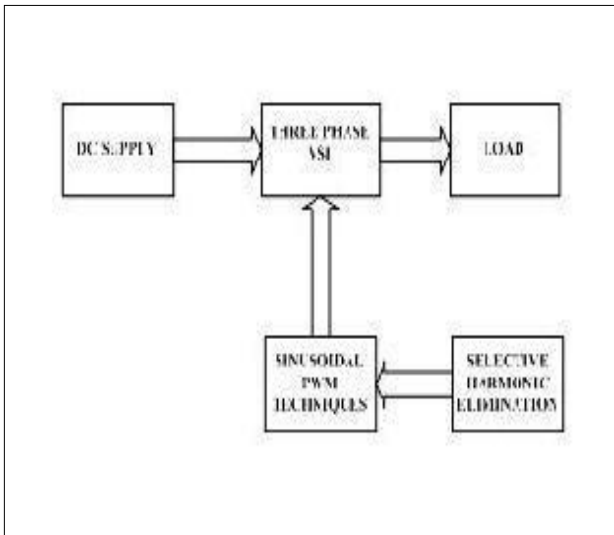 DC SUPPLY
THREE PHASE
VSI
LOAD
SINUSOIDAL
PWM
TECHNIQUES
SELECTIVE
HARMONIC
ELIMINATION